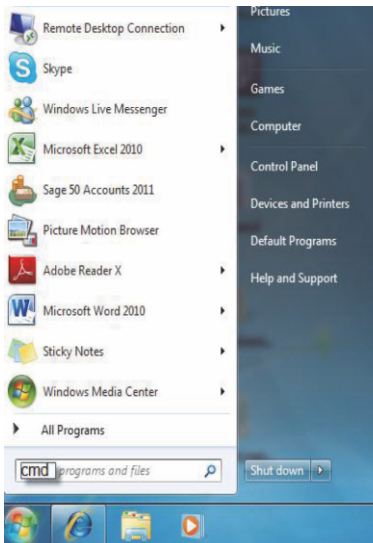 Remote Desktop Connection
Skype
Windows Live Messenger
Microsoft Excel 2010
Sage 50 Accounts 2011
Picture Motion Browser
Adobe Reader X
Microsoft Word 2010
Sticky Notes
Windows Media Center
All Programs
cmd programs and files
Pictures
Music
Games
Computer
Control Panel
Devices and Printers
Default Programs
Help and Support
Shut down